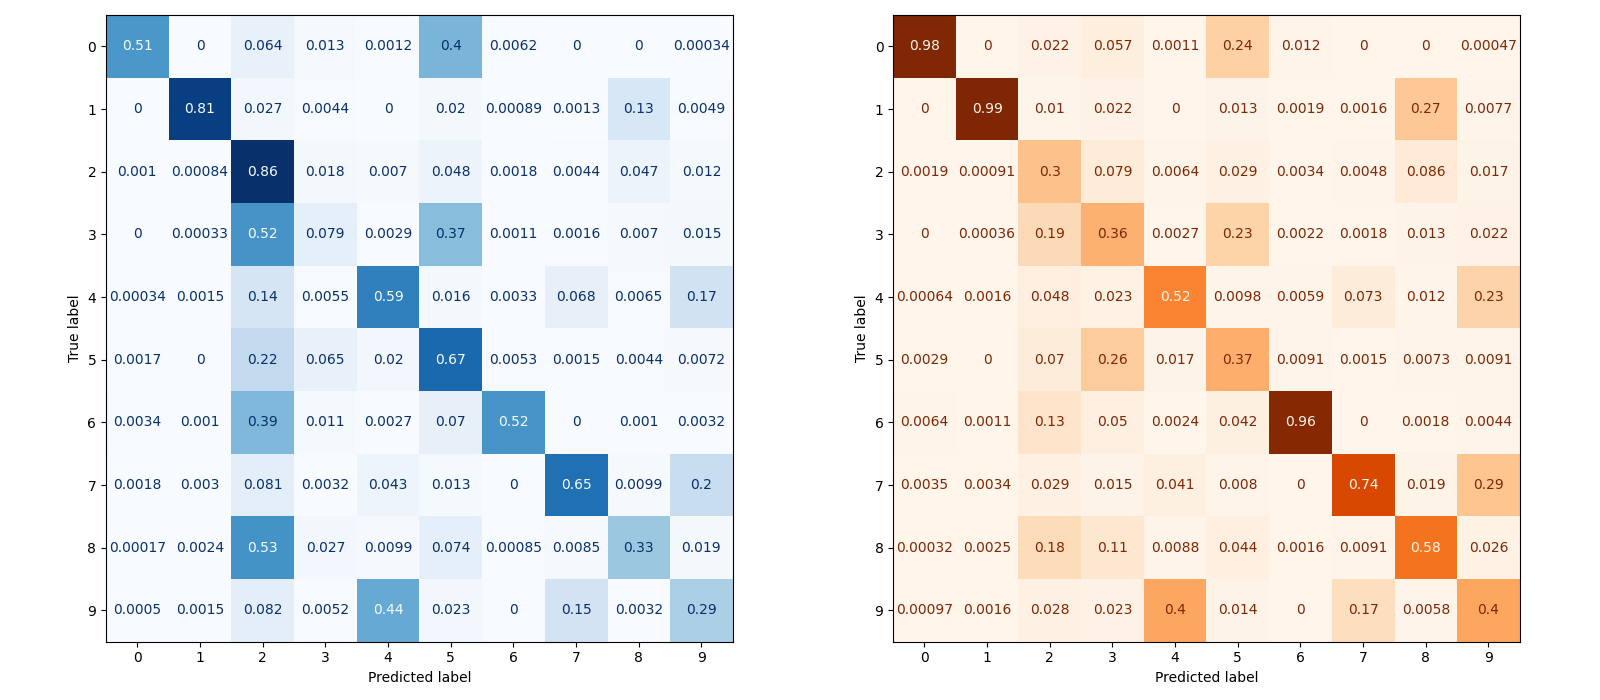 0 0.51 0 0.064 0.013 0.0012 0.4 0.0062 0 0 0.00034
1 0 0.81 0.027 0.0044 0 0.02 0.00089 0.0013 0.13 0.0049
2 0.001 0.00084 0.86 0.018 0.007 0.048 0.0018 0.0044 0.047 0.012
3 0 0.00033 0.52 0.079 0.0029 0.37 0.0011 0.0016 0.007 0.015
4 0.00034 0.0015 0.14 0.0055 0.59 0.016 0.0033 0.068 0.0065 0.17
5 0.0017 0 0.22 0.065 0.02 0.67 0.0053 0.0015 0.0044 0.0072
6 0.0034 0.001 0.39 0.011 0.0027 0.07 0.52 0 0.001 0.0032
7 0.0018 0.003 0.081 0.0032 0.043 0.013 0 0.65 0.0099 0.2
8 0.00017 0.0024 0.53 0.027 0.0099 0.074 0.00085 0.0085 0.33 0.019
9 0.0005 0.0015 0.082 0.0052 0.44 0.023 0 0.15 0.0032 0.29
0 1 2 3 4 5 6 7 8 9
True label
Predicted label
0 0.98 0 0.022 0.057 0.0011 0.24 0.012 0 0 0.00047
1 0 0.99 0.01 0.022 0 0.013 0.0019 0.0016 0.27 0.0077
2 0.0019 0.00091 0.3 0.079 0.0064 0.029 0.0034 0.0048 0.086 0.017
3 0 0.00036 0.19 0.36 0.0027 0.23 0.0022 0.0018 0.013 0.022
4 0.00064 0.0016 0.048 0.023 0.52 0.0098 0.0059 0.073 0.012 0.23
5 0.0029 0 0.07 0.26 0.017 0.37 0.0091 0.0015 0.0073 0.0091
6 0.0064 0.0011 0.13 0.05 0.0024 0.042 0.96 0 0.0018 0.0044
7 0.0035 0.0034 0.029 0.015 0.041 0.008 0 0.74 0.019 0.29
8 0.00032 0.0025 0.18 0.11 0.0088 0.044 0.0016 0.0091 0.58 0.026
9 0.00097 0.0016 0.028 0.023 0.4 0.014 0 0.17 0.0058 0.4
0 1 2 3 4 5 6 7 8 9
True label
Predicted label